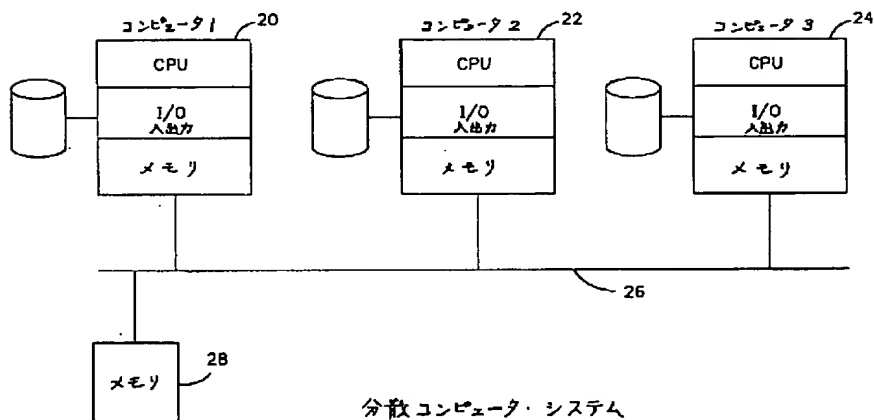 コンピュータ1
20
CPU
I/O
入出力
メモリ
コンピュータ2
22
CPU
I/O
入出力
メモリ
コンピュータ3
24
CPU
I/O
入出力
メモリ
26
メモリ
28
分散コンピュータ・システム